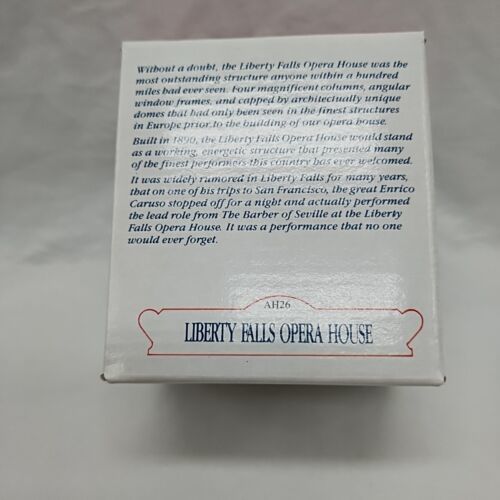 Without a doubt, the Liberty Falls Opera House was the
most outstanding structure anyone within a hundred
miles had ever seen. Four magnificent columns, angular
window frames, and capped by architecturally unique
domes that had only been seen in the finest structures
in Europe prior to the building of our opera house.
Built in 1890, the Liberty Falls Opera House would stand
as a working, energetic structure that presented many
of the finest performers this country has ever welcomed.
It was widely rumored in Liberty Falls for many years,
that on one of his trips to San Francisco, the great Enrico
Caruso stopped off for a night and actually performed
the lead role from The Barber of Seville at the Liberty
Falls Opera House. It was a performance that no one
would ever forget.
AH26
LIBERTY FALLS OPERA HOUSE